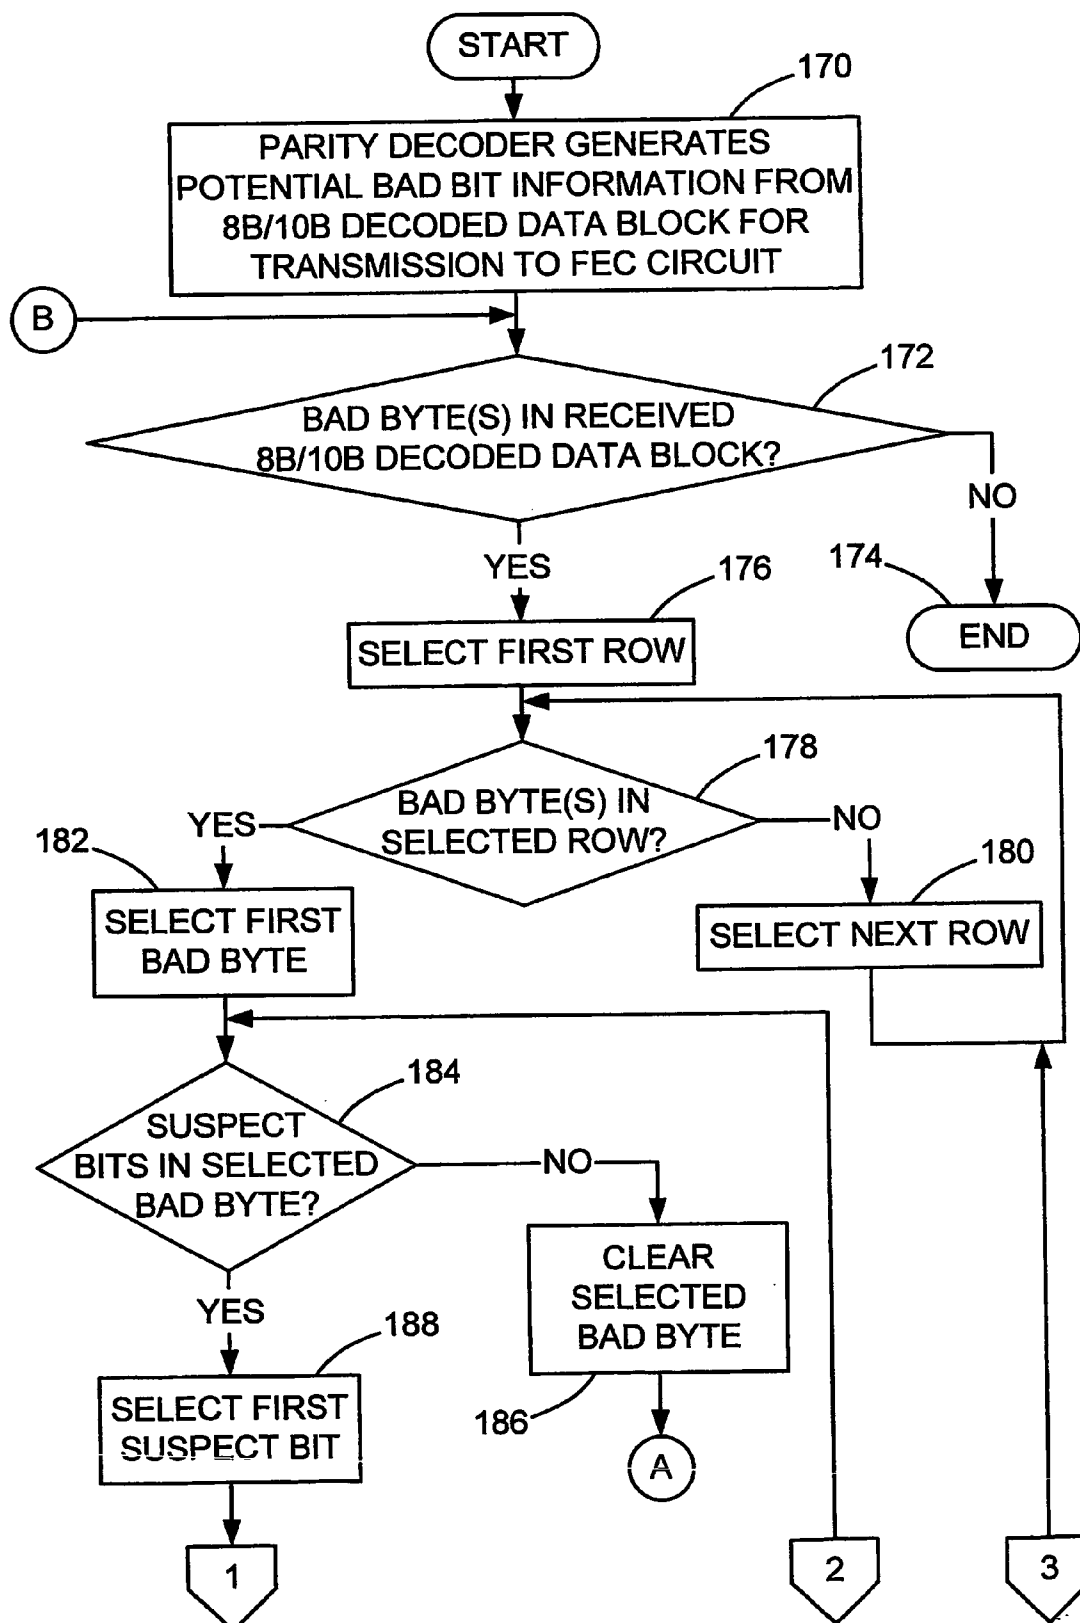 START
170
PARITY DECODER GENERATES
POTENTIAL BAD BIT INFORMATION FROM
8B/10B DECODED DATA BLOCK FOR
TRANSMISSION TO FEC CIRCUIT
B
172
BAD BYTE(S) IN RECEIVED
8B/10B DECODED DATA BLOCK?
NO
YES
176
174
SELECT FIRST ROW
END
178
BAD BYTE(S) IN
SELECTED ROW?
YES
NO
182
180
SELECT FIRST
BAD BYTE
SELECT NEXT ROW
184
SUSPECT
BITS IN SELECTED
BAD BYTE?
NO
CLEAR
SELECTED
BAD BYTE
YES
188
186
SELECT FIRST
SUSPECT BIT
A
1
2
3